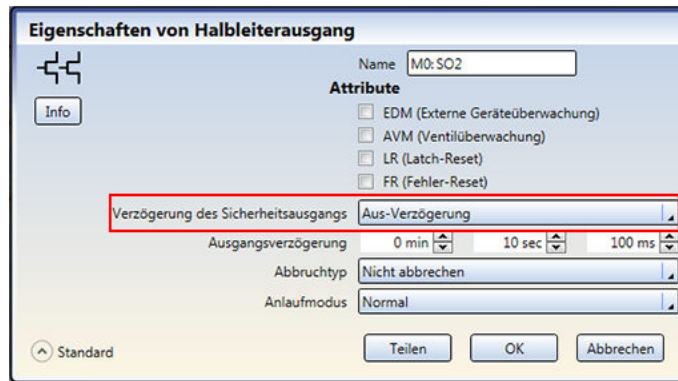 Eigenschaften von Halbleiterausgang
Name M0:SO2
Attribute
Info
EDM (Externe Geräteüberwachung)
AVM (Ventilüberwachung)
LR (Latch-Reset)
FR (Fehler-Reset)
Verzögerung des Sicherheitsausgangs Aus-Verzögerung
Ausgangsverzögerung 0 min 10 sec 100 ms
Abbruchtyp Nicht abbrechen
Anlaufmodus Normal
Standard Teilen OK Abbrechen